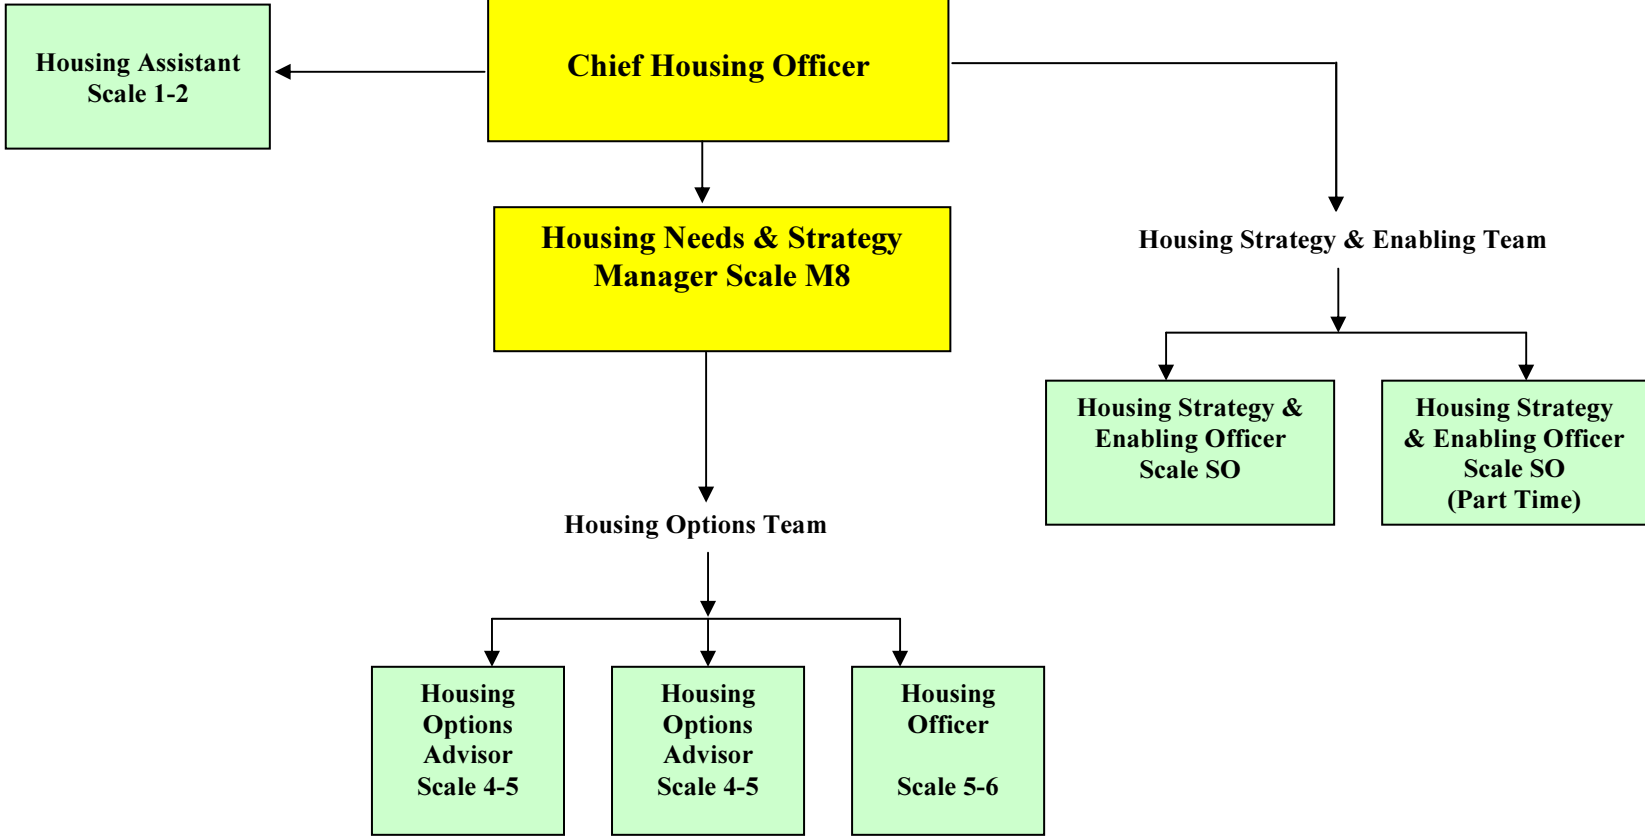 Housing Assistant
Scale 1-2
Chief Housing Officer
Housing Needs & Strategy
Manager Scale M8
Housing Strategy & Enabling Team
Housing Strategy &
Enabling Officer
Scale SO
Housing Strategy
& Enabling Officer
Scale SO
(Part Time)
Housing Options Team
Housing
Options
Advisor
Scale 4-5
Housing
Options
Advisor
Scale 4-5
Housing
Officer
Scale 5-6